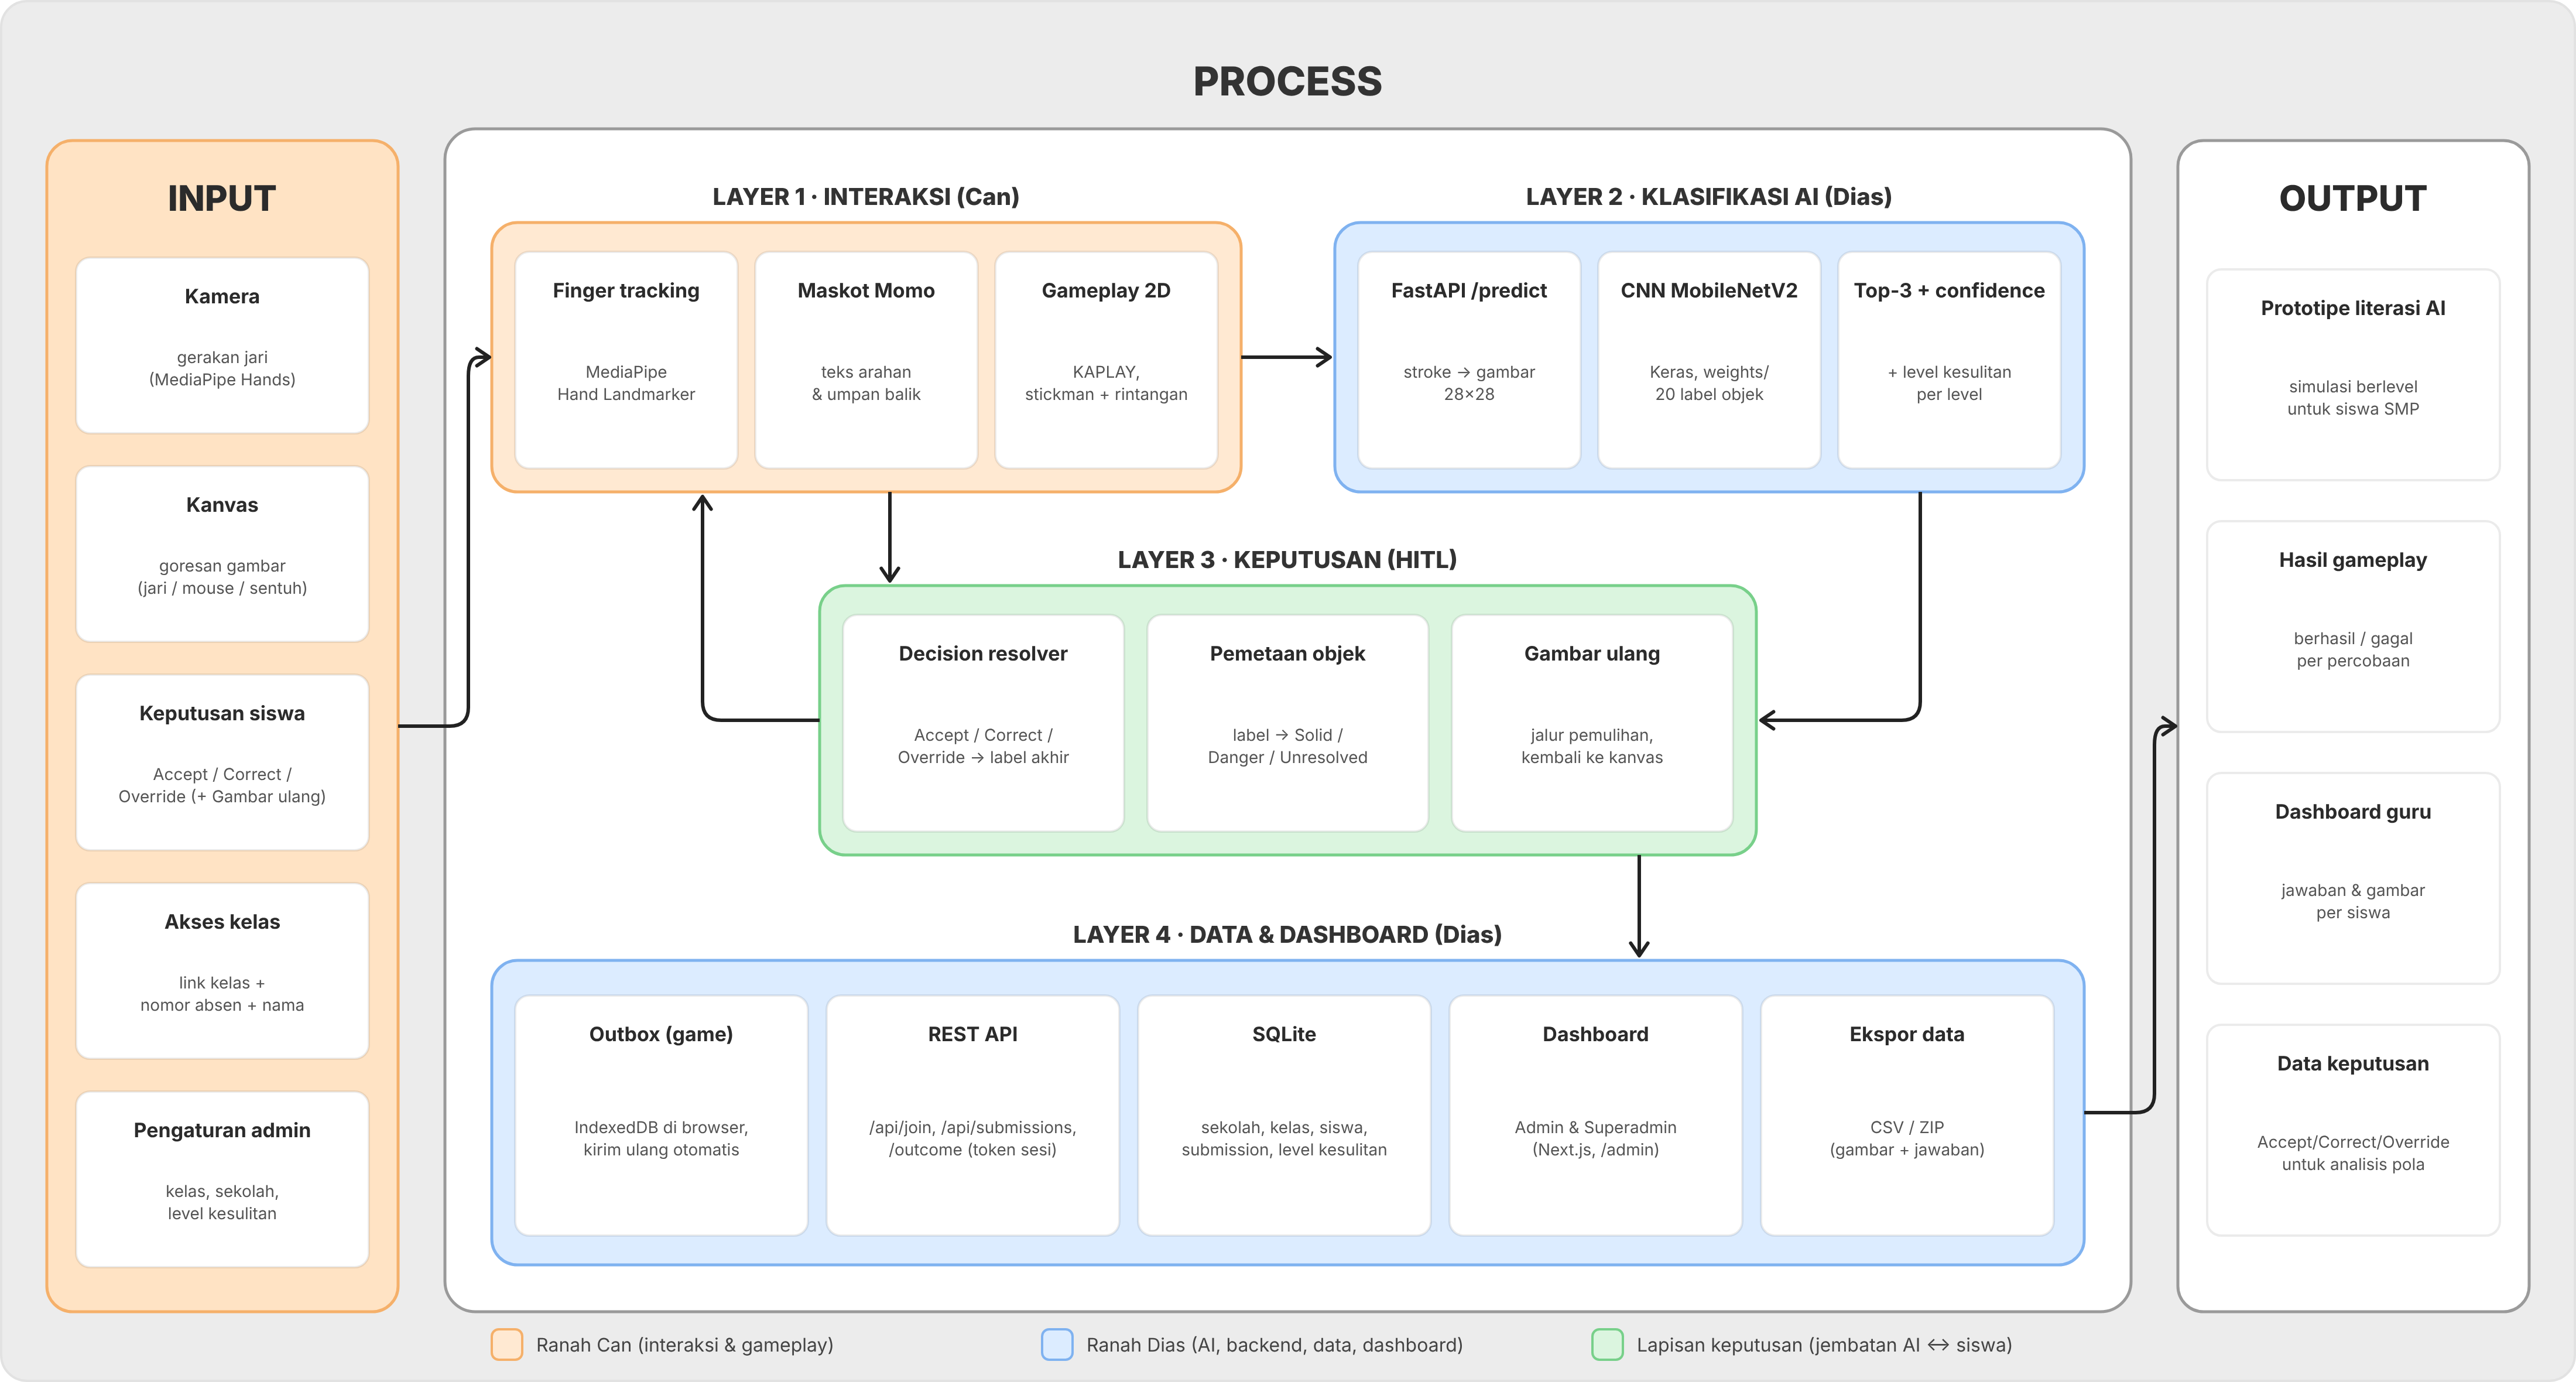 PROCESS
INPUT
Kamera
gerakan jari
(MediaPipe Hands)
Kanvas
goresan gambar
(jari / mouse / sentuh)
Keputusan siswa
Accept / Correct /
Override (+ Gambar ulang)
Akses kelas
link kelas +
nomor absen + nama
Pengaturan admin
kelas, sekolah,
level kesulitan
LAYER 1 · INTERAKSI (Can)
Finger tracking
MediaPipe
Hand Landmarker
Maskot Momo
teks arahan
& umpan balik
Gameplay 2D
KAPLAY,
stickman + rintangan
LAYER 2 · KLASIFIKASI AI (Dias)
FastAPI /predict
stroke → gambar
28×28
CNN MobileNetV2
Keras, weights/
20 label objek
Top-3 + confidence
+ level kesulitan
per level
LAYER 3 · KEPUTUSAN (HITL)
Decision resolver
Accept / Correct /
Override → label akhir
Pemetaan objek
label → Solid /
Danger / Unresolved
Gambar ulang
jalur pemulihan,
kembali ke kanvas
LAYER 4 · DATA & DASHBOARD (Dias)
Outbox (game)
IndexedDB di browser,
kirim ulang otomatis
REST API
/api/join, /api/submissions,
/outcome (token sesi)
SQLite
sekolah, kelas, siswa,
submission, level kesulitan
Dashboard
Admin & Superadmin
(Next.js, /admin)
Ekspor data
CSV / ZIP
(gambar + jawaban)
OUTPUT
Prototipe literasi AI
simulasi berlevel
untuk siswa SMP
Hasil gameplay
berhasil / gagal
per percobaan
Dashboard guru
jawaban & gambar
per siswa
Data keputusan
Accept/Correct/Override
untuk analisis pola
Ranah Can (interaksi & gameplay)
Ranah Dias (AI, backend, data, dashboard)
Lapisan keputusan (jembatan AI ↔ siswa)